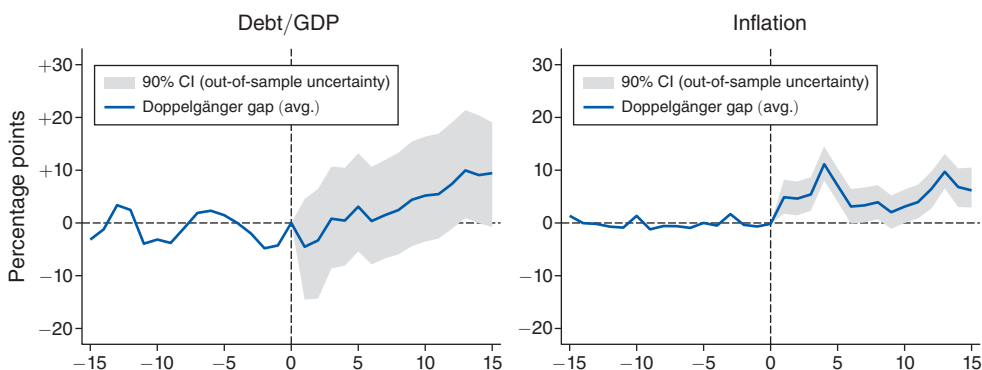 Debt/GDP
Percentage points
+30
+20
+10
0
−10
−20
90% CI (out-of-sample uncertainty)
Doppelgänger gap (avg.)
−15 −10 −5 0 5 10 15
Inflation
30
20
10
0
−10
−20
90% CI (out-of-sample uncertainty)
Doppelgänger gap (avg.)
−15 −10 −5 0 5 10 15